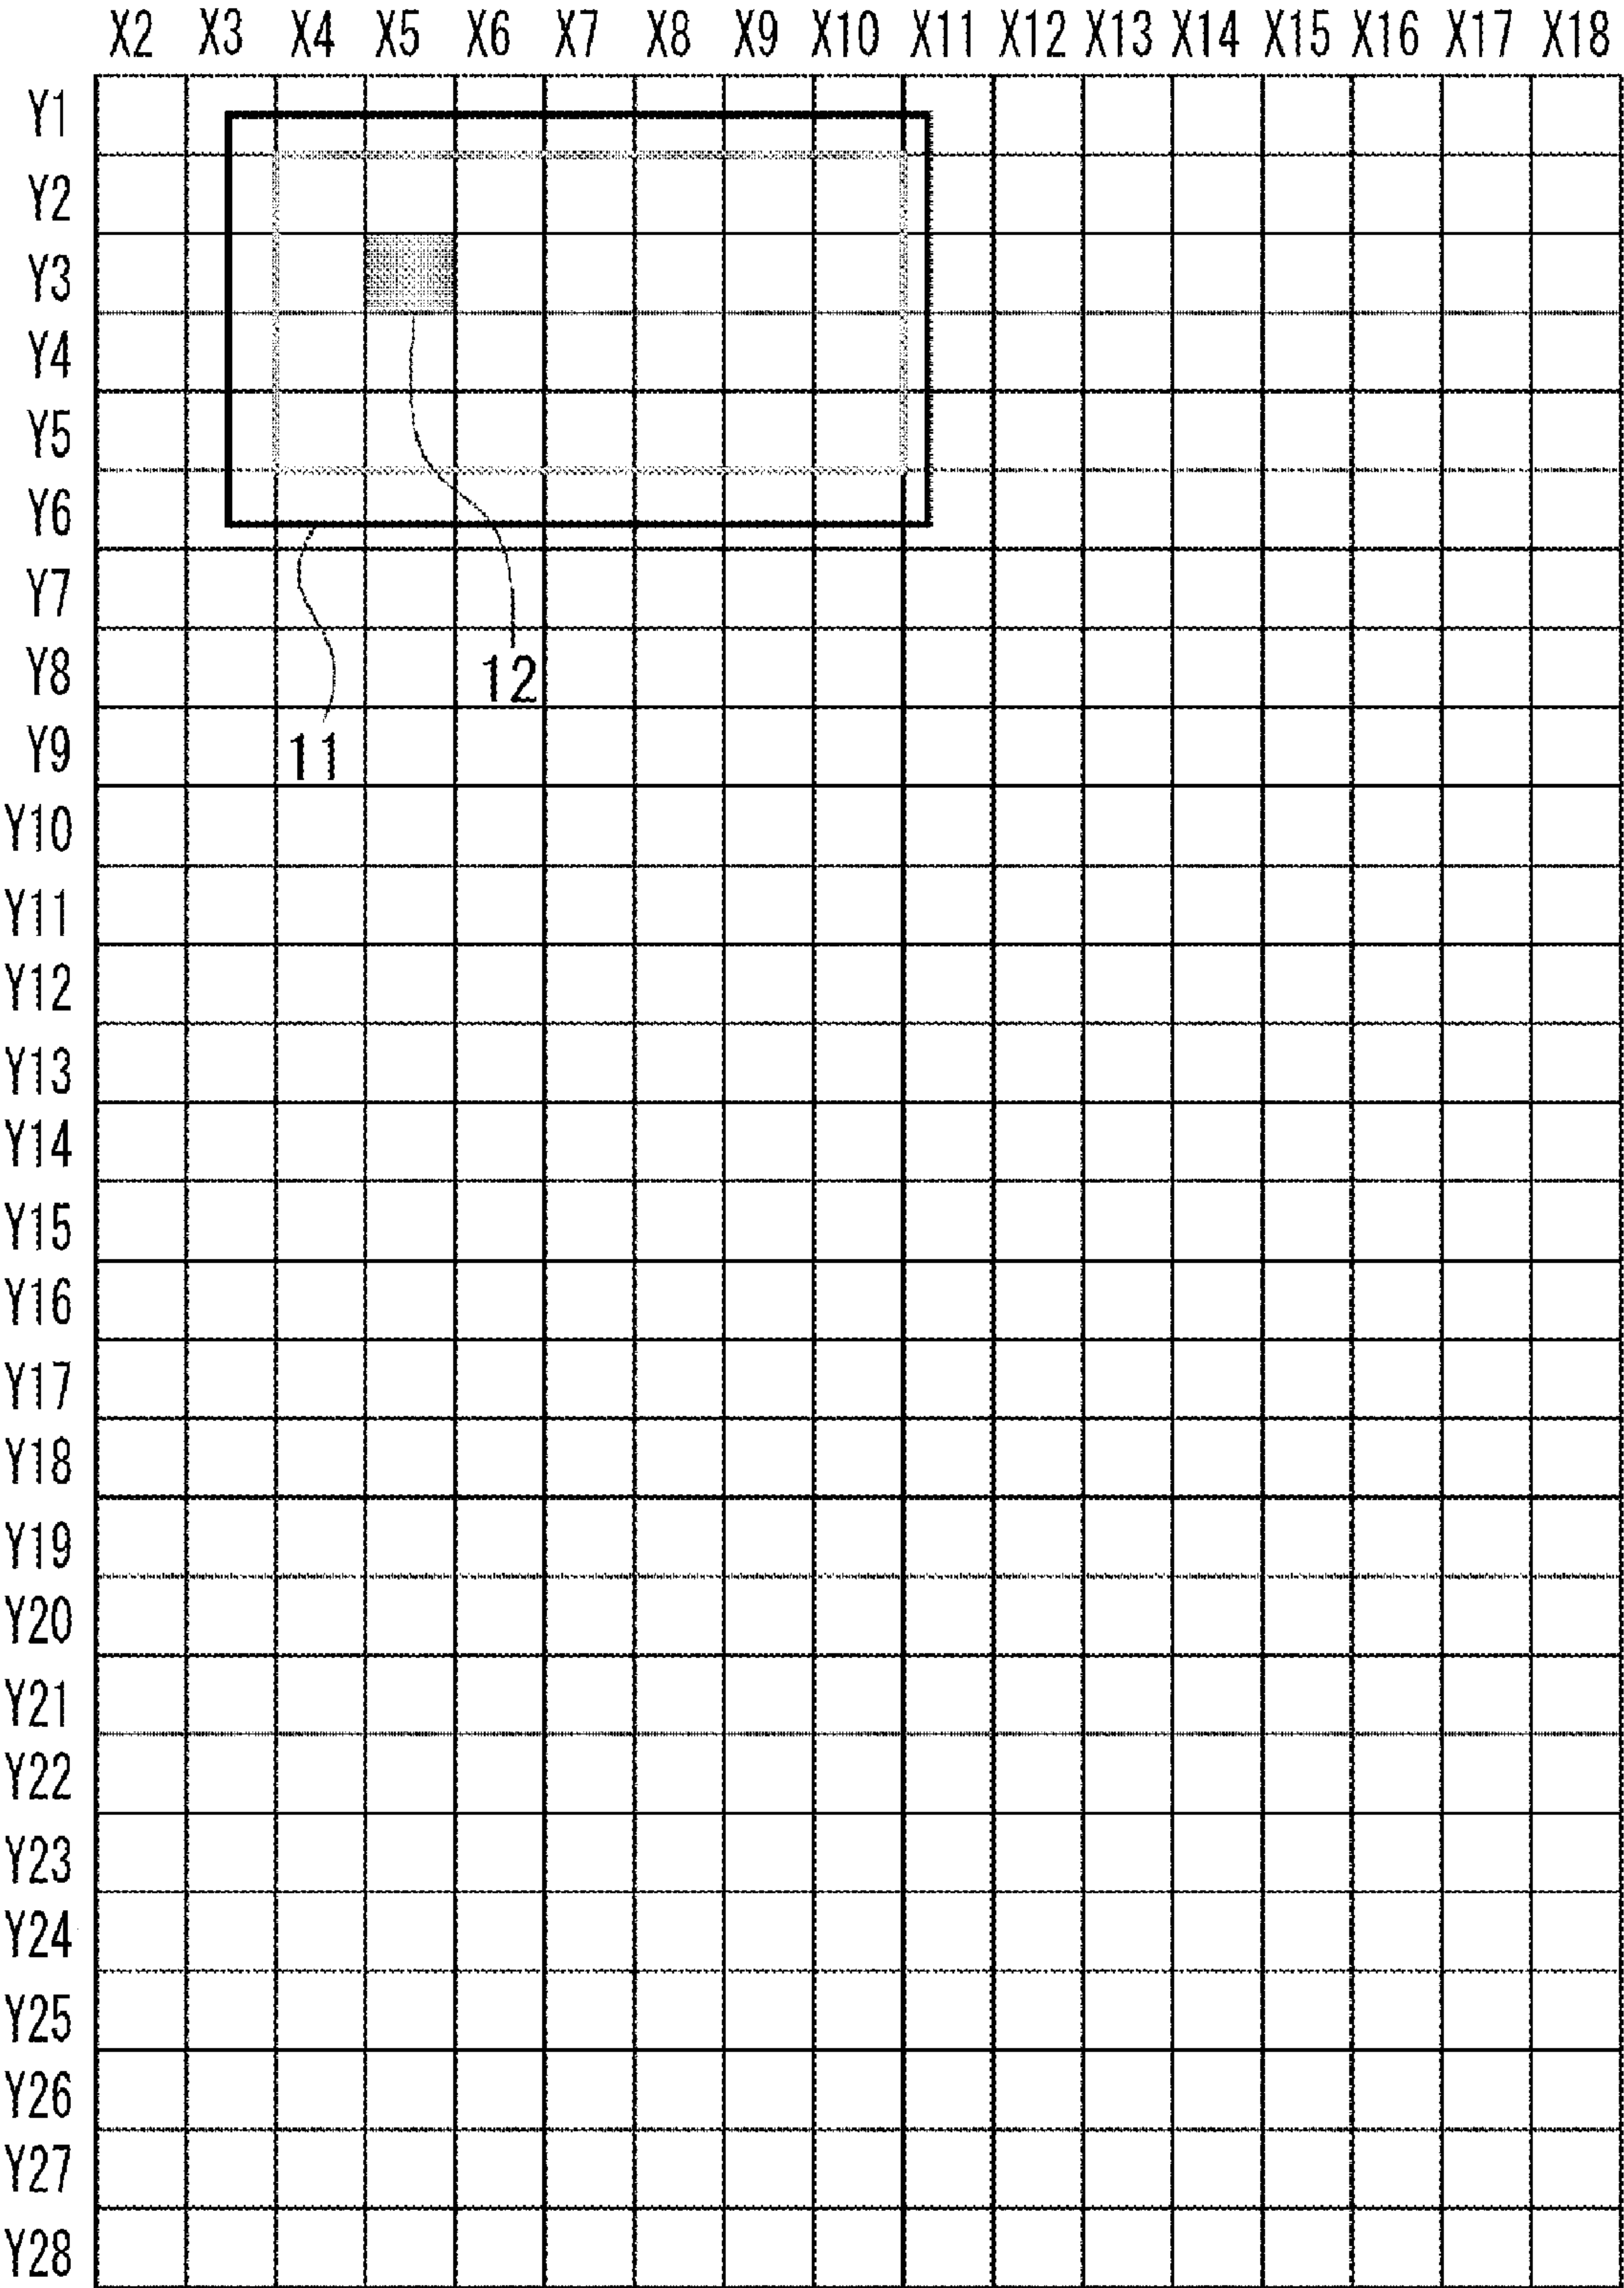 X2 X3 X4 X5 X6 X7 X8 X9 X10 X11 X12 X13 X14 X15 X16 X17 X18
Y1
Y2
Y3
Y4
Y5
Y6
Y7
Y8
12
Y9
11
Y10
Y11
Y12
Y13
Y14
Y15
Y16
Y17
Y18
Y19
Y20
Y21
Y22
Y23
Y24
Y25
Y26
Y27
Y28